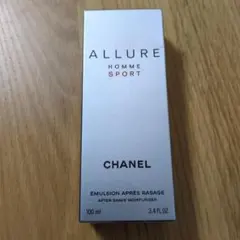 ALLURE
HOMME
SPORT
CHANEL
ÉMULSION APRÈS RASAGE
AFTER SHAVE MOISTURIZER
100 ml 3.4 FL. OZ.